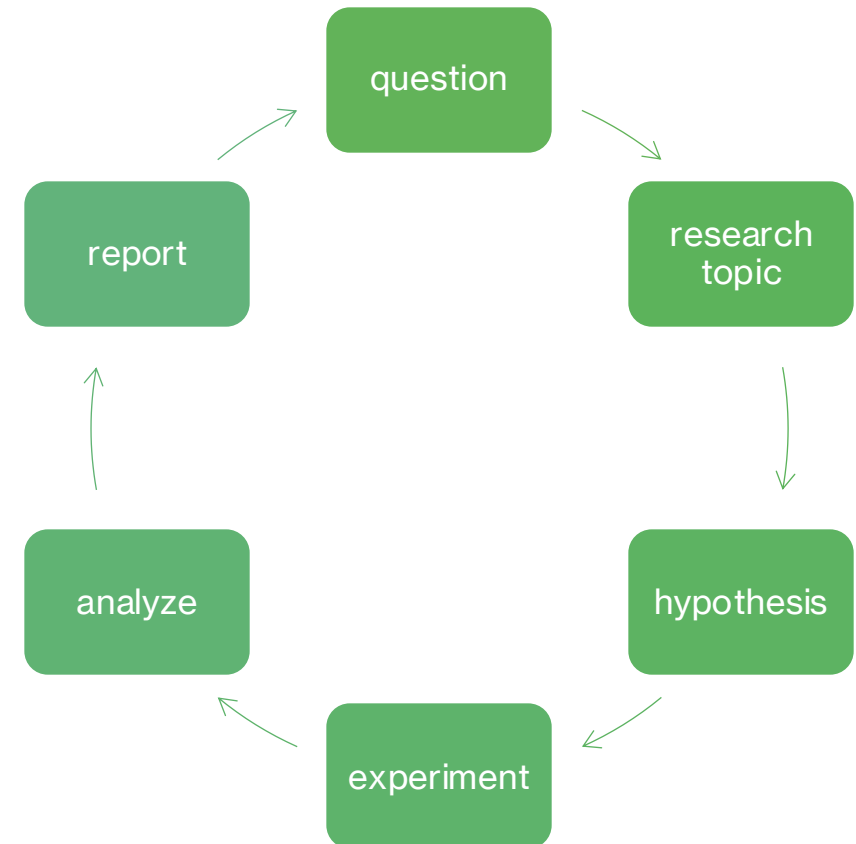 question
research
topic
hypothesis
experiment
analyze
report